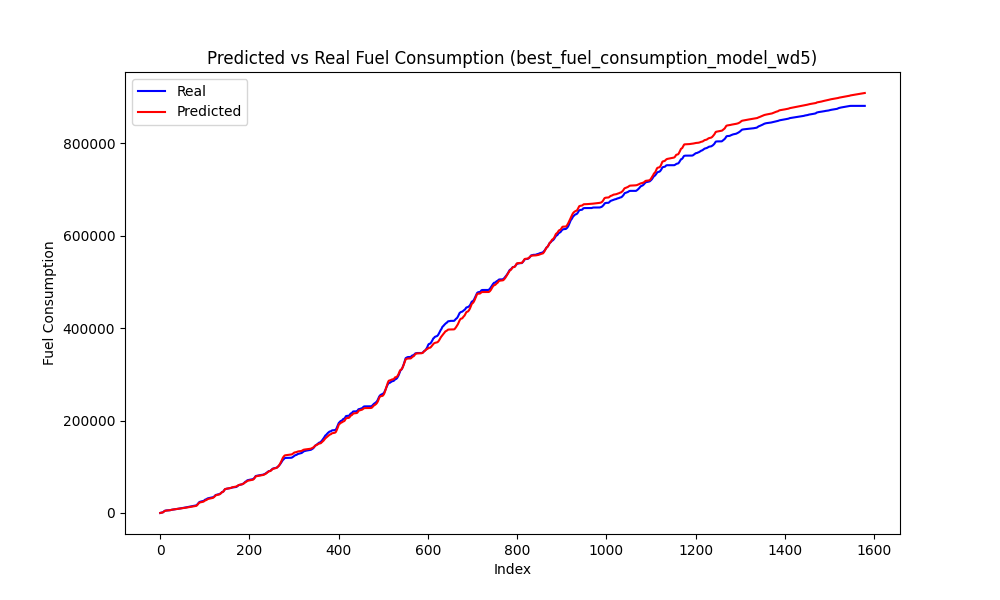 Predicted vs Real Fuel Consumption (best_fuel_consumption_model_wd5)
Real
Predicted
Fuel Consumption
800000
600000
400000
200000
0
0 200 400 600 800 1000 1200 1400 1600
Index